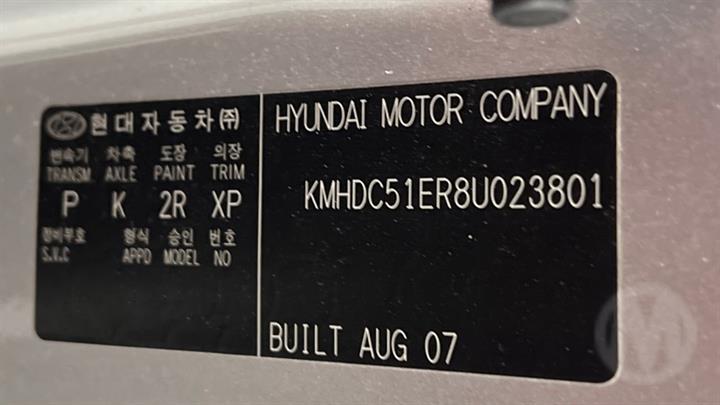 현대자동차㈜
변속기 차축 도장 의장
TRANSM. AXLE PAINT TRIM
P K 2R XP
장비부호 형식 승인 번호
S.V.C APPD MODEL NO
HYUNDAI MOTOR COMPANY
KMHDC51ER8U023801
BUILT AUG 07
M